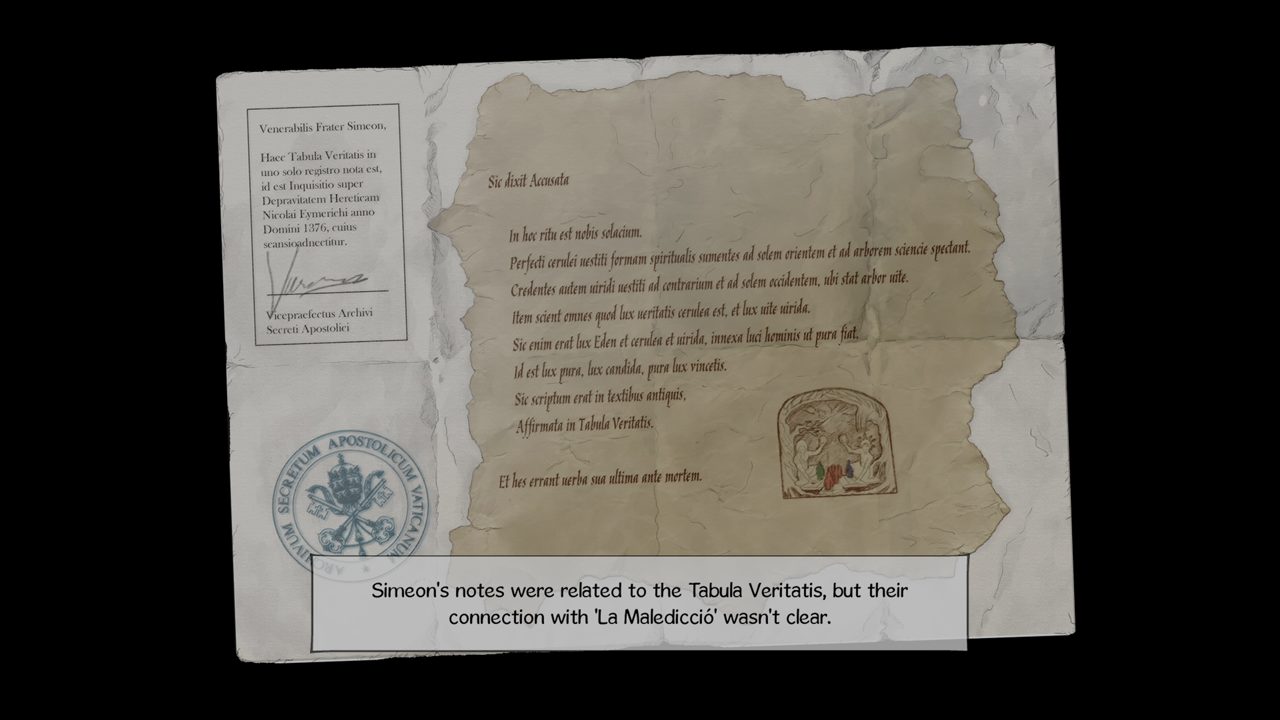 Venerabilis Frater Simeon,
Haec Tabula Veritatis in
uno solo registro nota est,
id est Inquisitio super
Depravitatem Hereticam
Nicolai Eymerichi anno
Domini 1376, cuius
scansioadnectitur.
Vicepraefectus Archivi
Secreti Apostolici
ARCHIVUM SECRETUM APOSTOLICUM VATICANUM
Sic dixit Accusata
In hoc ritu est nobis solacium.
Perfecti cerulei uestiti formam spiritualis sumentes ad solem orientem et ad arborem sciencie spectant.
Credentes autem uiridi uestiti ad contrarium et ad solem occidentem, ubi stat arbor uite.
Item scient omnes quod lux ueritatis cerulea est, et lux uite uirida.
Sic enim erat lux Eden et cerulea et uirida, innexa luci hominis ut pura fiat.
Id est lux pura, lux candida, pura lux vincetis.
Sic scriptum erat in textibus antiquis,
Affirmata in Tabula Veritatis.
Et hes errant uerba sua ultima ante mortem.
Simeon's notes were related to the Tabula Veritatis, but their
connection with 'La Maledicció' wasn't clear.